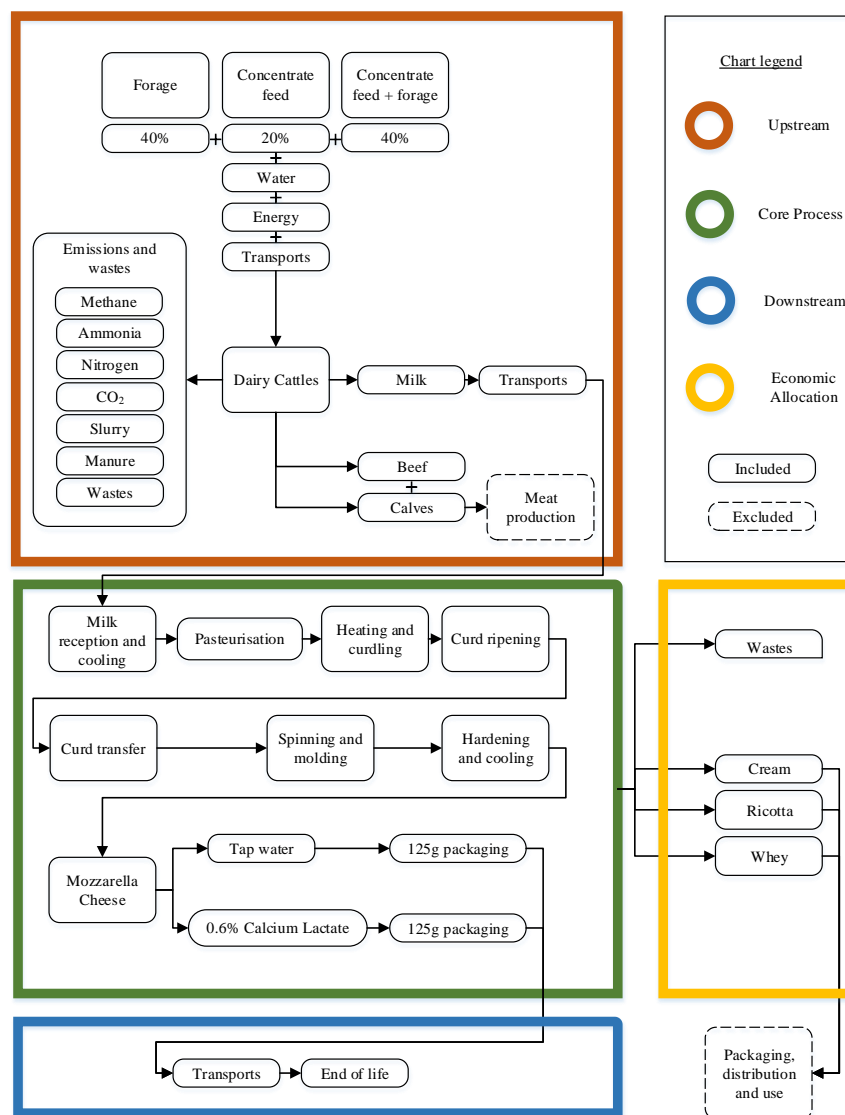 Forage
Concentrate
feed
Concentrate
feed + forage
40%
+
20%
+
40%
+
Water
+
Energy
+
Transports
Emissions and
wastes
Methane
Ammonia
Nitrogen
CO₂
Slurry
Manure
Wastes
Dairy Cattles
Milk
Transports
Beef
+
Calves
Meat
production
Chart legend
Upstream
Core Process
Downstream
Economic
Allocation
Included
Excluded
Milk
reception and
cooling
Pasteurisation
Heating and
curdling
Curd ripening
Curd transfer
Spinning and
molding
Hardening
and cooling
Mozzarella
Cheese
Tap water
125g packaging
0.6% Calcium Lactate
125g packaging
Wastes
Cream
Ricotta
Whey
Transports
End of life
Packaging,
distribution
and use